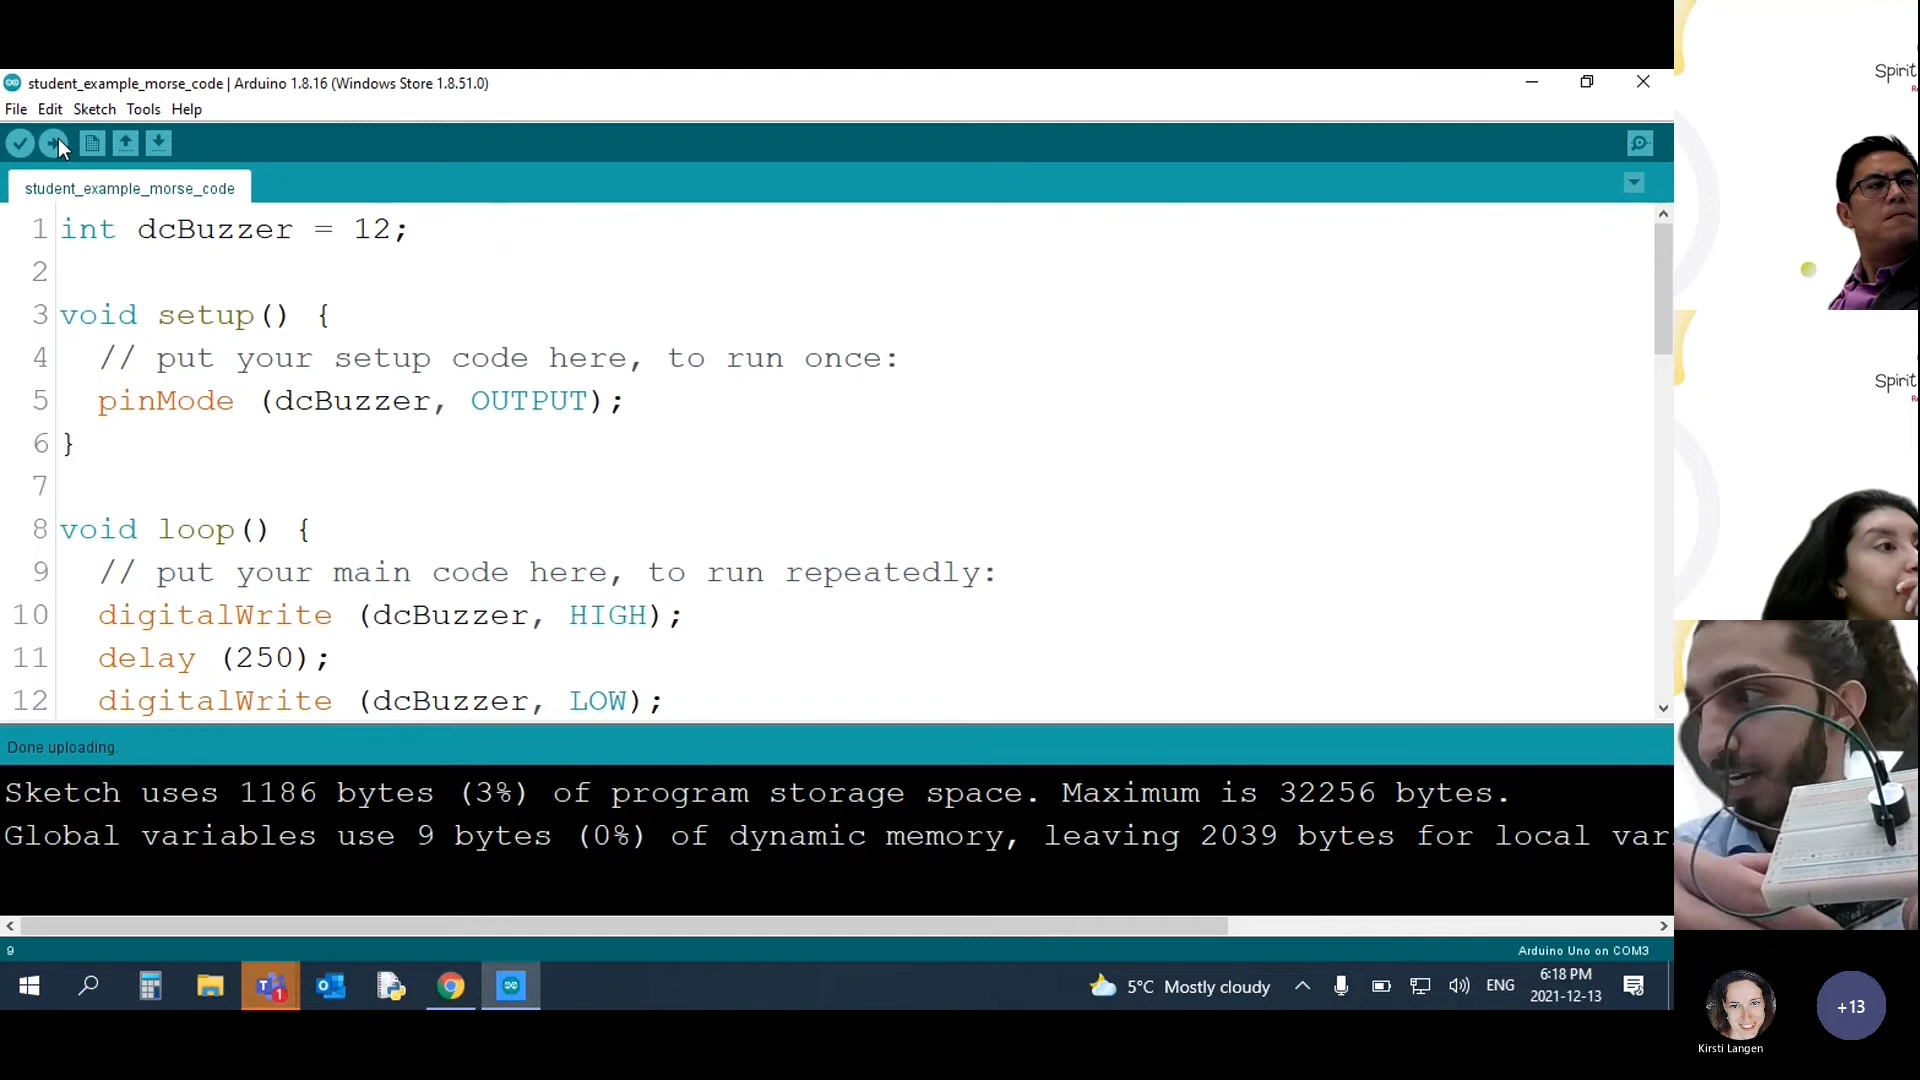 student_example_morse_code | Arduino 1.8.16 (Windows Store 1.8.51.0)
File Edit Sketch Tools Help
student_example_morse_code
1 int dcBuzzer = 12;
2
3 void setup() {
4 // put your setup code here, to run once:
5 pinMode (dcBuzzer, OUTPUT);
6 }
7
8 void loop() {
9 // put your main code here, to run repeatedly:
10 digitalWrite (dcBuzzer, HIGH);
11 delay (250);
12 digitalWrite (dcBuzzer, LOW);
Done uploading.
Sketch uses 1186 bytes (3%) of program storage space. Maximum is 32256 bytes.
Global variables use 9 bytes (0%) of dynamic memory, leaving 2039 bytes for local var
9
Arduino Uno on COM3
T 1
5°C Mostly cloudy
ENG
6:18 PM
2021-12-13
Spirit
Spirit
Kirsti Langen
+13